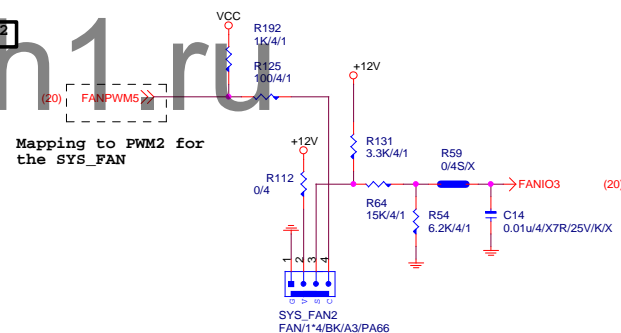 2
h1.ru
VCC
R192
1K/4/1
R125
100/4/1
(20)
FANPWM5
Mapping to PWM2 for
the SYS_FAN
+12V
+12V
R131
3.3K/4/1
R59
0/4S/X
R112
0/4
FANIO3
(20)
R64
15K/4/1
R54
6.2K/4/1
C14
0.01u/4/X7R/25V/K/X
1
2
3
4
G
V
S
C
SYS_FAN2
FAN/1*4/BK/A3/PA66